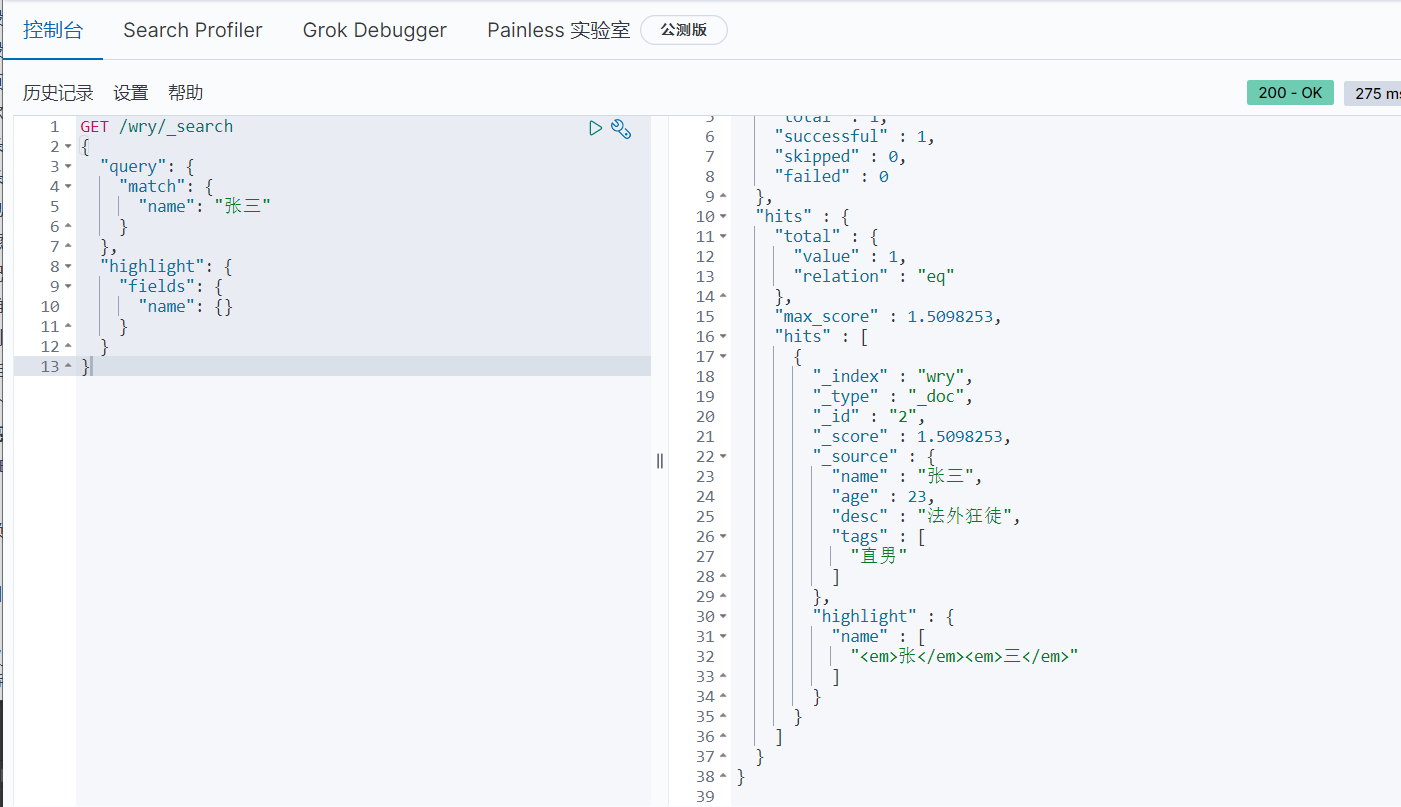 控制台 Search Profiler Grok Debugger Painless 实验室 公测版
历史记录 设置 帮助
200 - OK 275 ms
1 GET /wry/_search
2 {
3 "query": {
4 "match": {
5 "name": "张三"
6 }
7 },
8 "highlight": {
9 "fields": {
10 "name": {}
11 }
12 }
13 }
5 "total" : 1,
6 "successful" : 1,
7 "skipped" : 0,
8 "failed" : 0
9 },
10 "hits" : {
11 "total" : {
12 "value" : 1,
13 "relation" : "eq"
14 },
15 "max_score" : 1.5098253,
16 "hits" : [
17 {
18 "_index" : "wry",
19 "_type" : "_doc",
20 "_id" : "2",
21 "_score" : 1.5098253,
22 "_source" : {
23 "name" : "张三",
24 "age" : 23,
25 "desc" : "法外狂徒",
26 "tags" : [
27 "直男"
28 ]
29 },
30 "highlight" : {
31 "name" : [
32 "<em>张</em><em>三</em>"
33 ]
34 }
35 }
36 ]
37 }
38 }
39